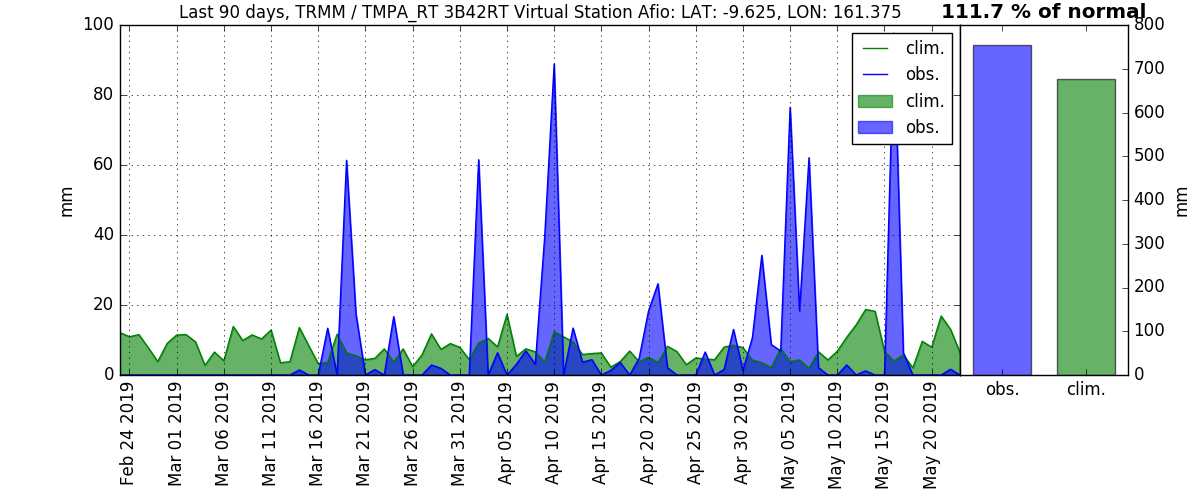 Last 90 days, TRMM / TMPA_RT 3B42RT Virtual Station Afio: LAT: -9.625, LON: 161.375
111.7 % of normal
100
80
60
40
20
0
mm
clim.
obs.
clim.
obs.
800
700
600
500
400
300
200
100
0
mm
obs.
clim.
Feb 24 2019
Mar 01 2019
Mar 06 2019
Mar 11 2019
Mar 16 2019
Mar 21 2019
Mar 26 2019
Mar 31 2019
Apr 05 2019
Apr 10 2019
Apr 15 2019
Apr 20 2019
Apr 25 2019
Apr 30 2019
May 05 2019
May 10 2019
May 15 2019
May 20 2019